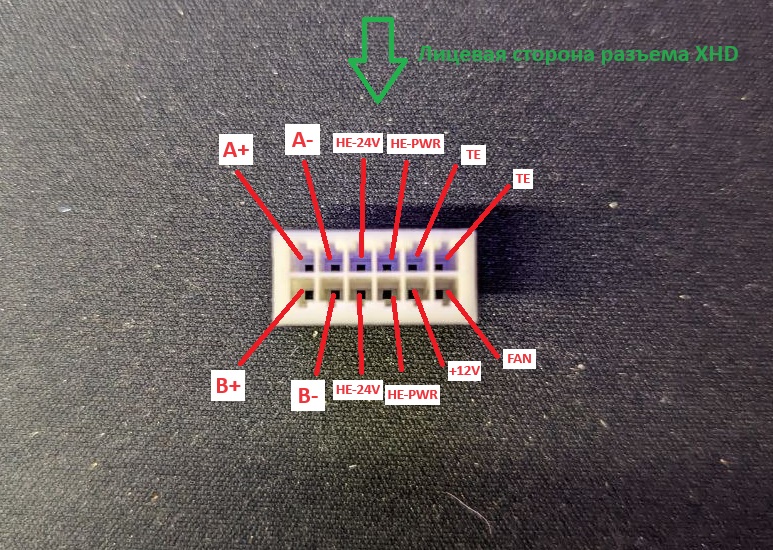 Лицевая сторона разъема XHD
A+
A-
HE-24V
HE-PWR
TE
TE
B+
B-
HE-24V
HE-PWR
+12V
FAN